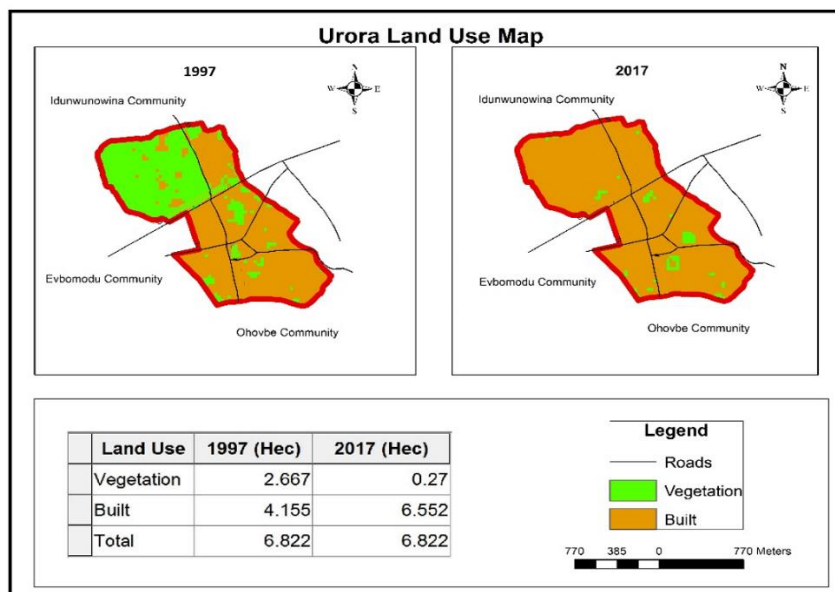 Urora Land Use Map
1997
N
W E
S
Idunwunowina Community
Evbomodu Community
Ohovbe Community
2017
N
W E
S
Idunwunowina Community
Evbomodu Community
Ohovbe Community
Land Use 1997 (Hec) 2017 (Hec)
Vegetation 2.667 0.27
Built 4.155 6.552
Total 6.822 6.822
Legend
Roads
Vegetation
Built
770 385 0 770 Meters